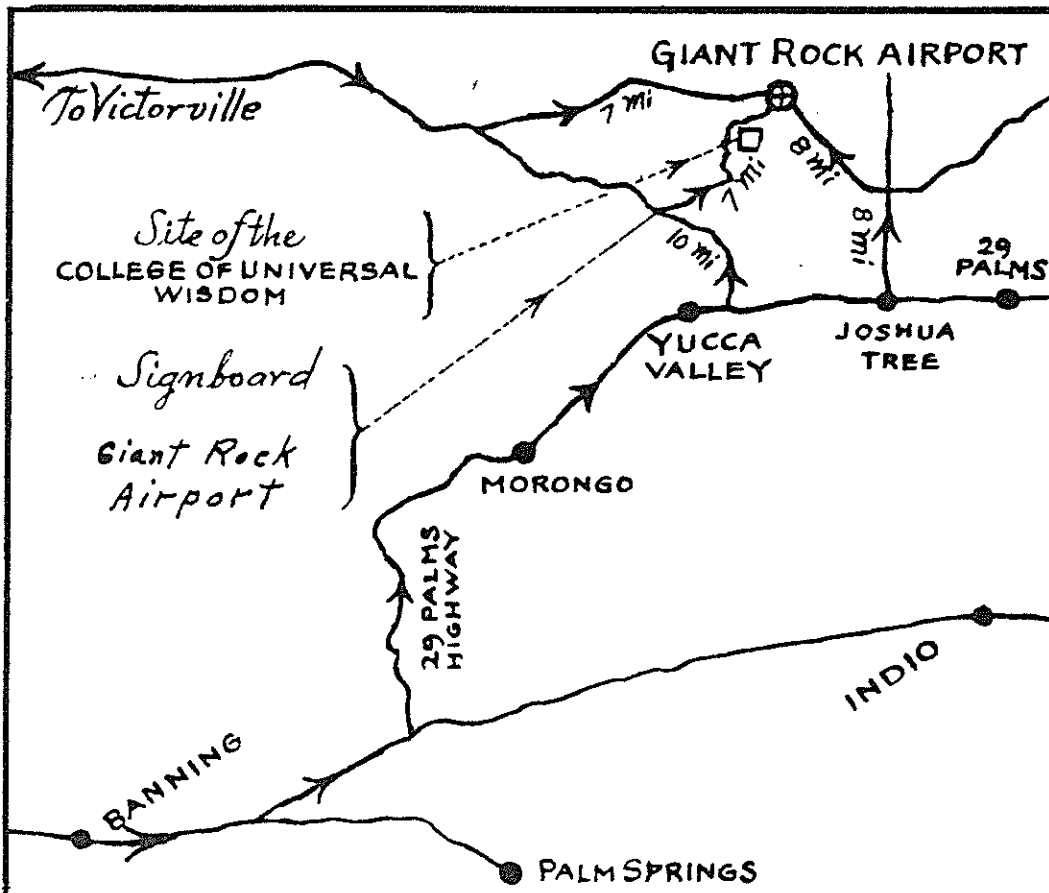 GIANT ROCK AIRPORT
To Victorville
7 mi
8 mi
7 mi
Site of the
COLLEGE OF UNIVERSAL
WISDOM
10 mi
8 mi
29
PALMS
YUCCA
VALLEY
JOSHUA
TREE
Signboard
Giant Rock
Airport
MORONGO
29 PALMS
HIGHWAY
INDIO
BANNING
PALM SPRINGS